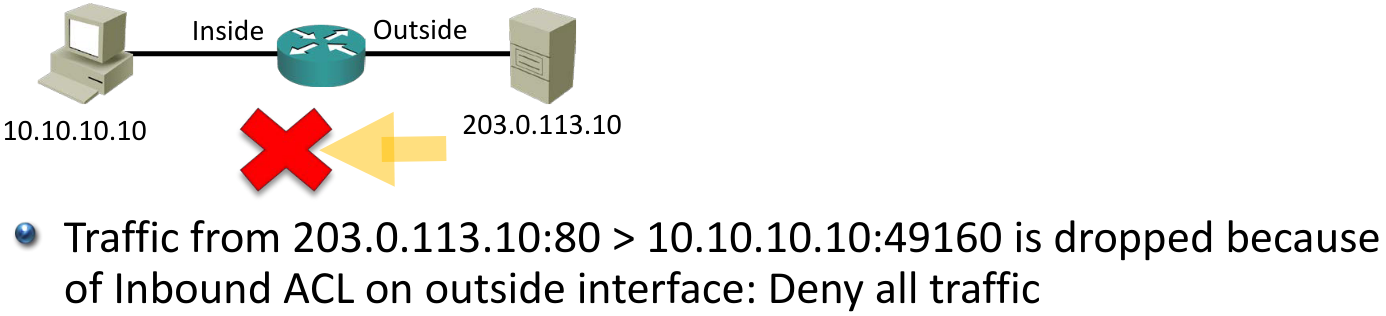 Inside
Outside
10.10.10.10
203.0.113.10
Traffic from 203.0.113.10:80 > 10.10.10.10:49160 is dropped because
of Inbound ACL on outside interface: Deny all traffic